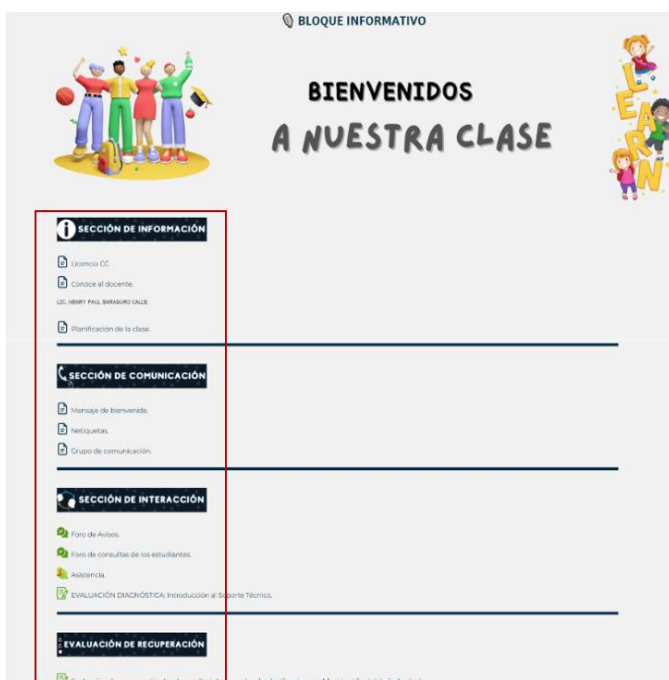 BLOQUE INFORMATIVO
BIENVENIDOS
A NUESTRA CLASE
LEARN
SECCIÓN DE INFORMACIÓN
Licencia CC
Conoce al docente.
LIC. HENRY PAUL SARAGURO CALLE
Planificación de la clase.
SECCIÓN DE COMUNICACIÓN
Mensaje de bienvenida.
Netiquetas.
Grupo de comunicación.
SECCIÓN DE INTERACCIÓN
Foro de Avisos.
Foro de consultas de los estudiantes.
Asistencia.
EVALUACIÓN DIAGNÓSTICA: Introducción al Soporte Técnico.
EVALUACIÓN DE RECUPERACIÓN